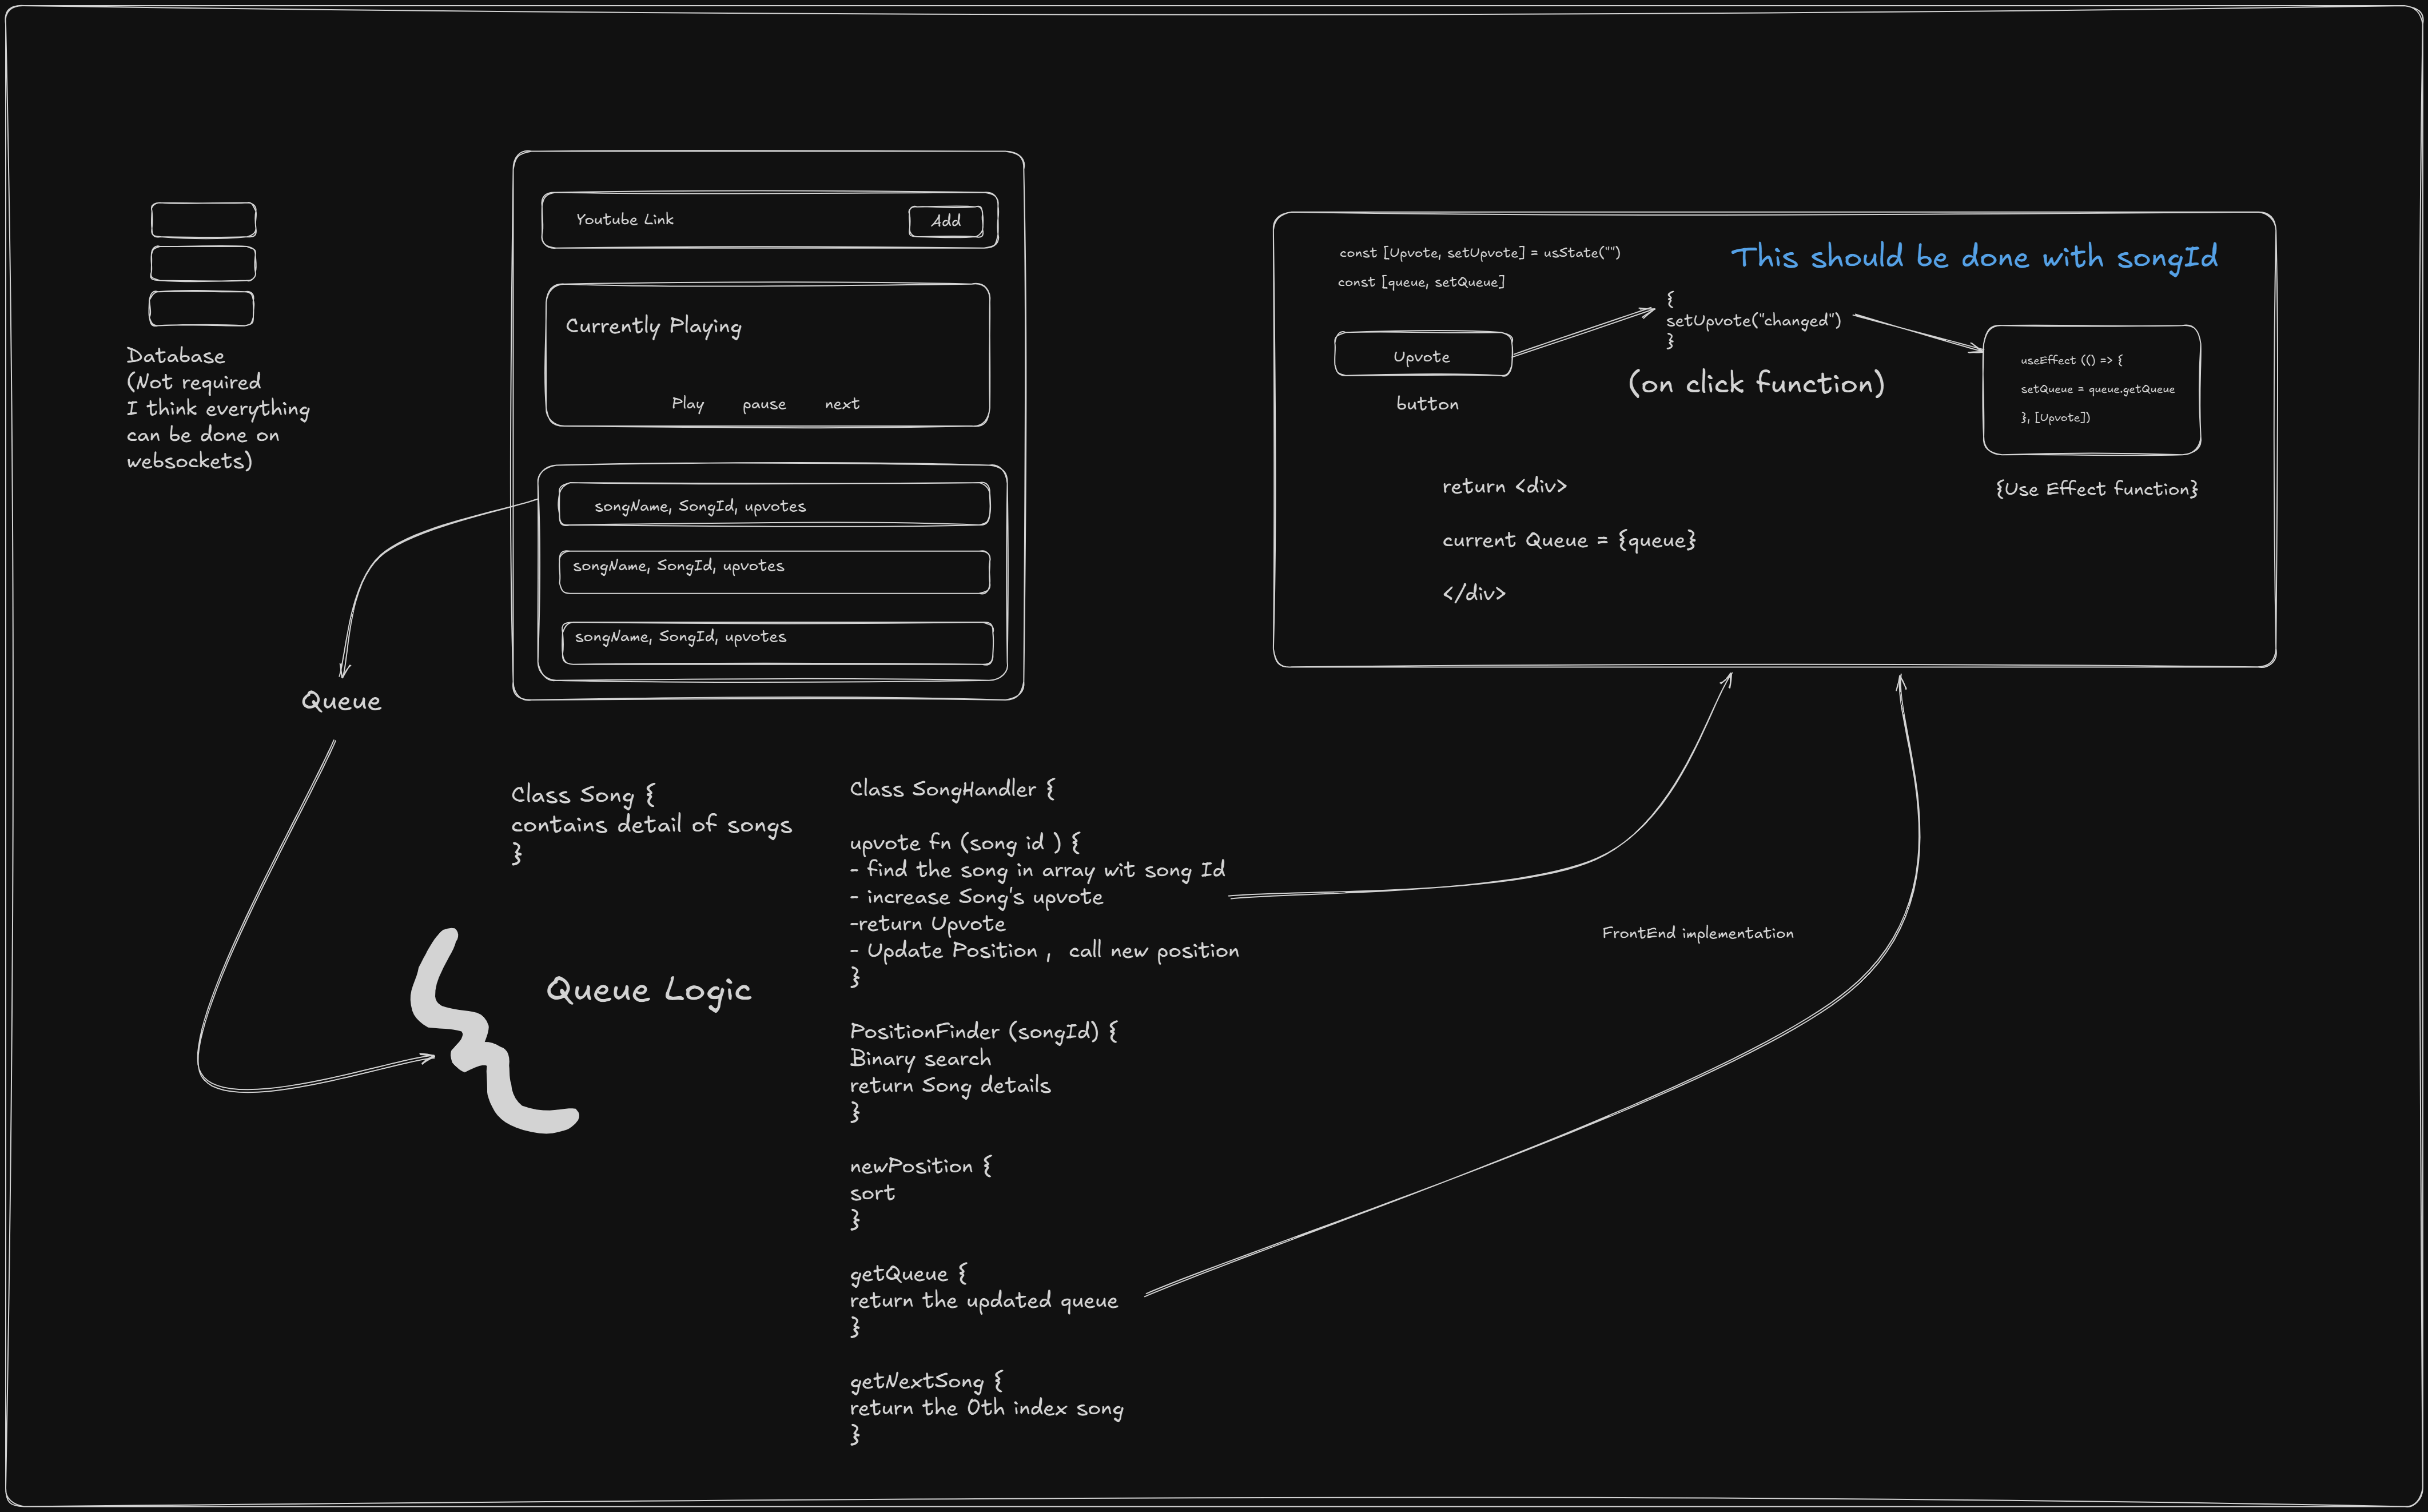 Database
(Not required
I think everything
can be done on
websockets)
Youtube Link
Add
Currently Playing
Play pause next
songName, SongId, upvotes
songName, SongId, upvotes
songName, SongId, upvotes
Queue
const [Upvote, setUpvote] = usState("")
const [queue, setQueue]
This should be done with songId
Upvote
button
{
setUpvote("changed")
}
(on click function)
useEffect (() => {
setQueue = queue.getQueue
}, [Upvote])
{Use Effect function}
return <div>
current Queue = {queue}
</div>
Class Song {
contains detail of songs
}
Queue Logic
Class SongHandler {
upvote fn (song id ) {
- find the song in array wit song Id
- increase Song's upvote
-return Upvote
- Update Position , call new position
}
PositionFinder (songId) {
Binary search
return Song details
}
newPosition {
sort
}
getQueue {
return the updated queue
}
getNextSong {
return the 0th index song
}
FrontEnd implementation